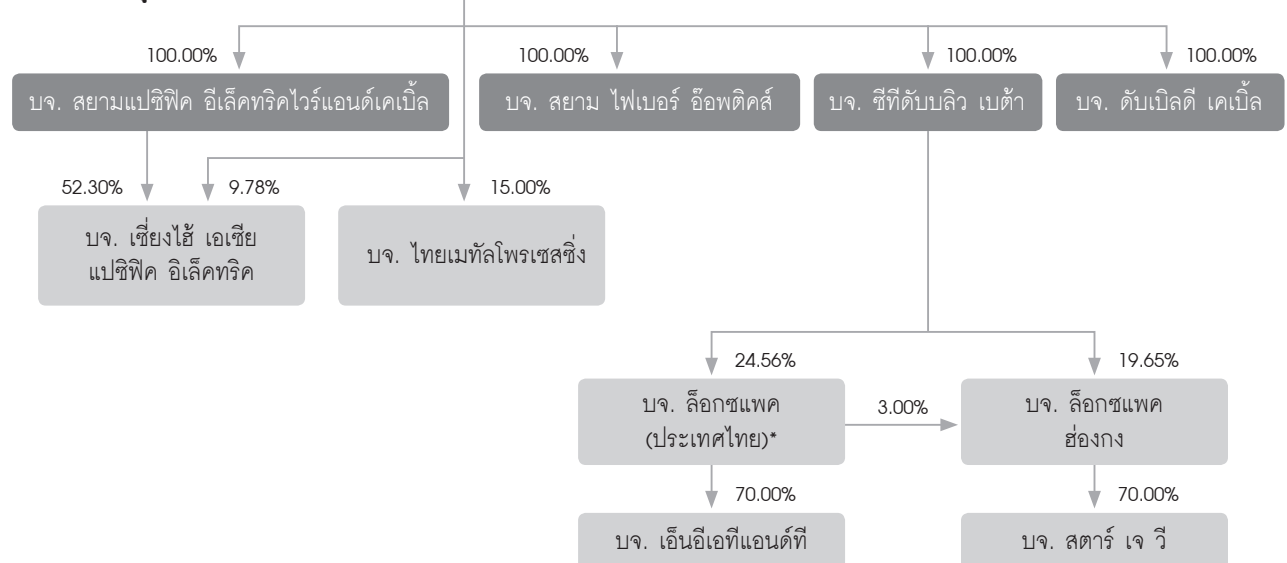 100.00% 100.00% 100.00% 100.00%
บจ. สยามแปซิฟิค อีเล็คทริคไวร์แอนด์เคเบิ้ล บจ. สยาม ไฟเบอร์ อ๊อพติคส์ บจ. ซีทีดับบลิว เบต้า บจ. ดับเบิลดี เคเบิ้ล
52.30% 9.78% 15.00%
บจ. เซี่ยงไฮ้ เอเซีย
แปซิฟิค อิเล็คทริค
บจ. ไทยเมทัลโพรเซสซิ่ง
24.56% 19.65%
บจ. ล็อกซแพค
(ประเทศไทย)*
3.00%
บจ. ล็อกซแพค
ฮ่องกง
70.00% 70.00%
บจ. เอ็นอีเอทีแอนด์ที บจ. สตาร์ เจ วี